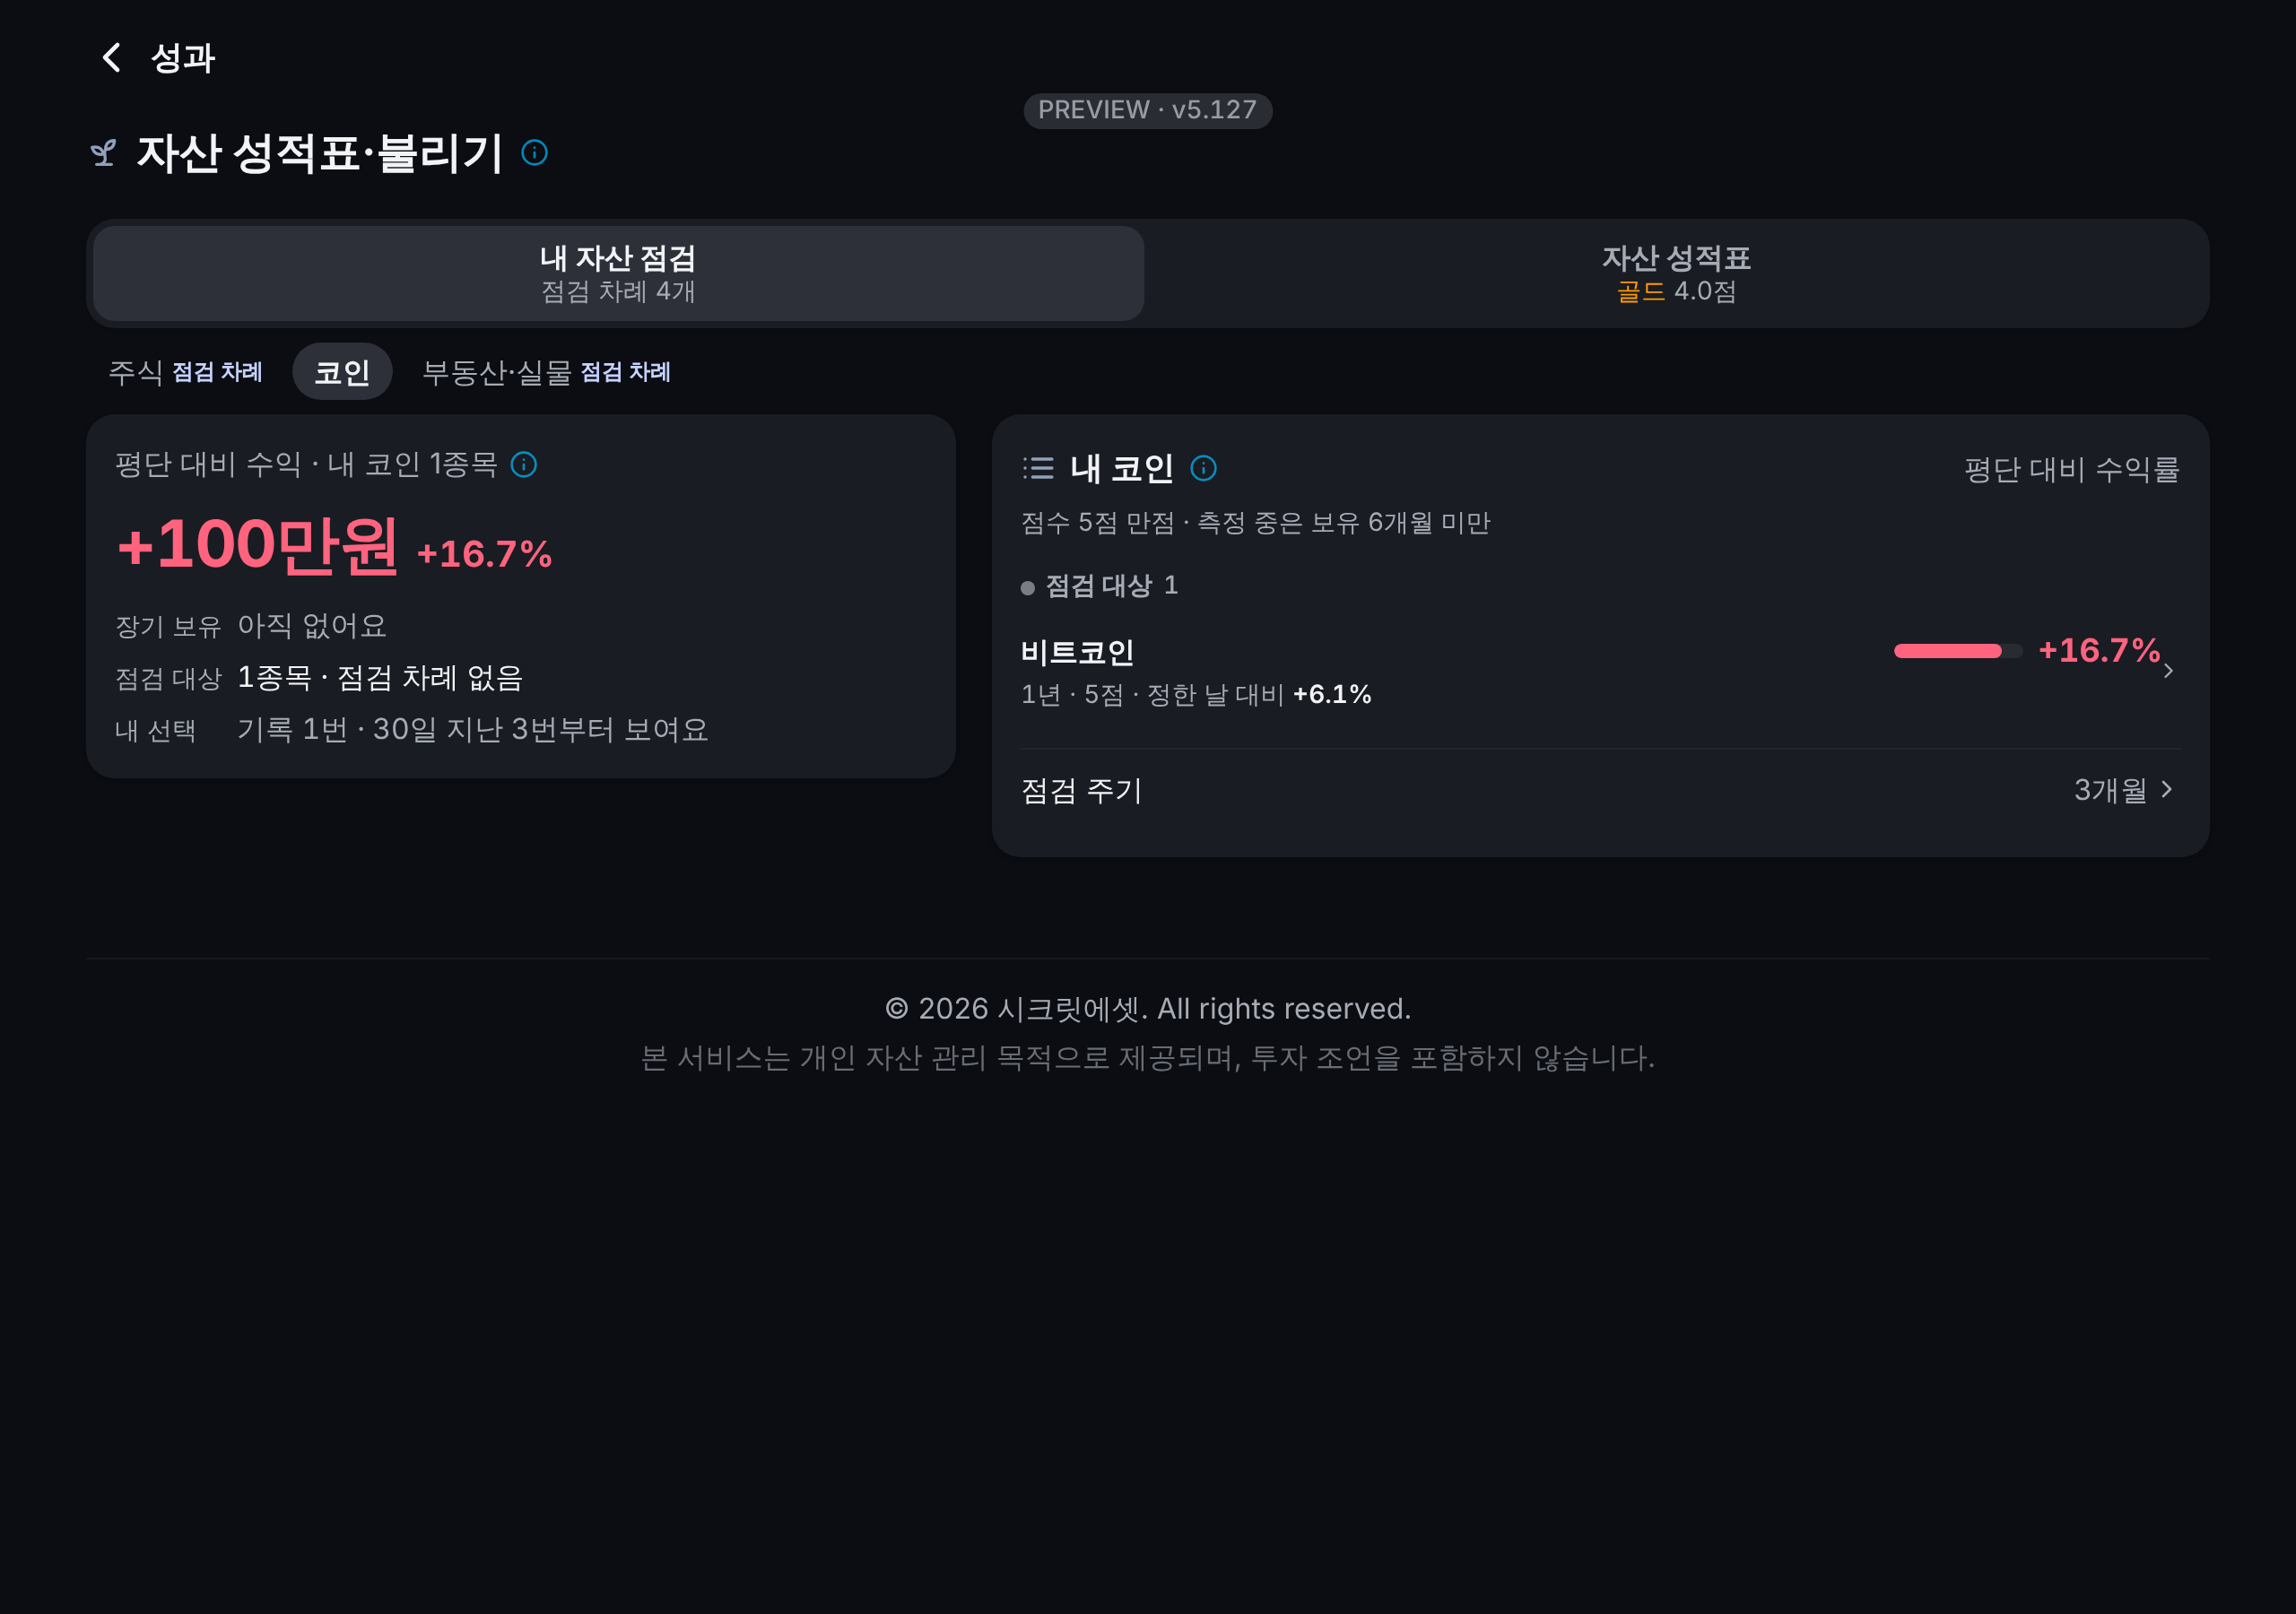 성과
PREVIEW · v5.127
자산 성적표·불리기
내 자산 점검
점검 차례 4개
자산 성적표
골드 4.0점
주식 점검 차례
코인
부동산·실물 점검 차례
평단 대비 수익 · 내 코인 1종목
+100만원 +16.7%
장기 보유 아직 없어요
점검 대상 1종목 · 점검 차례 없음
내 선택 기록 1번 · 30일 지난 3번부터 보여요
내 코인
평단 대비 수익률
점수 5점 만점 · 측정 중은 보유 6개월 미만
점검 대상 1
비트코인
+16.7%
1년 · 5점 · 정한 날 대비 +6.1%
점검 주기
3개월
© 2026 시크릿에셋. All rights reserved.
본 서비스는 개인 자산 관리 목적으로 제공되며, 투자 조언을 포함하지 않습니다.